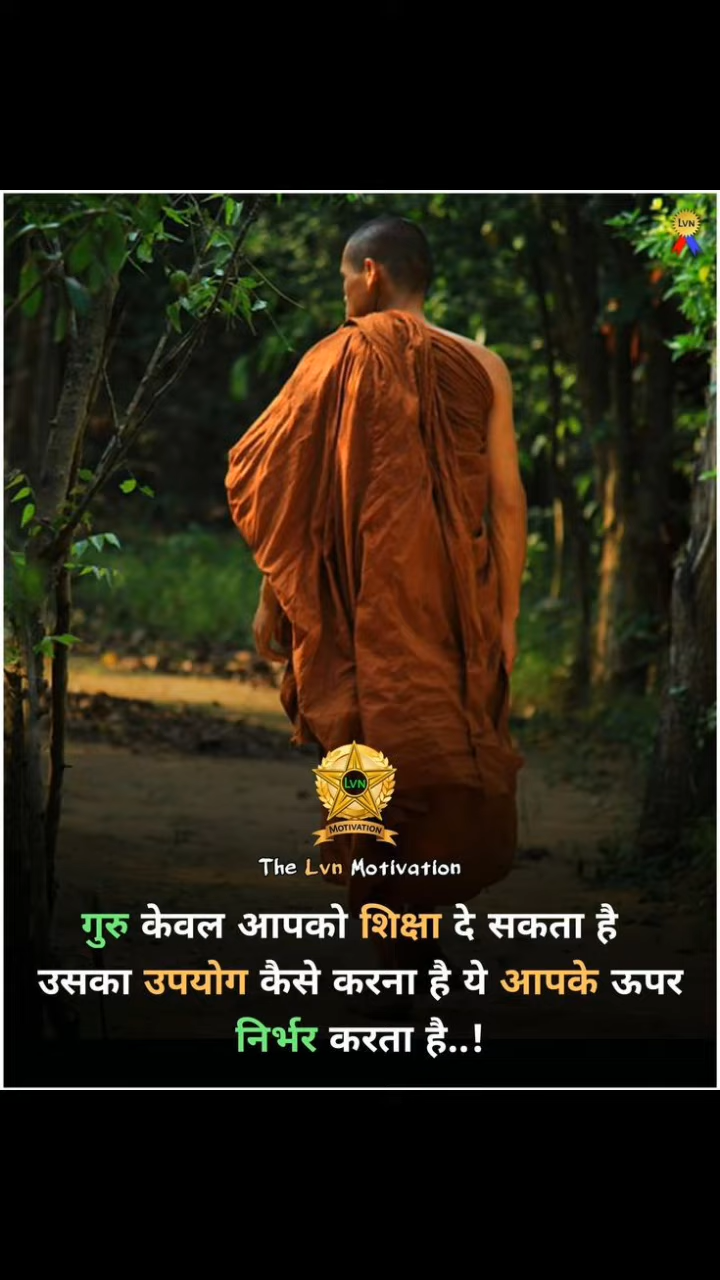 LVN
LVN
MOTIVATION
The Lvn Motivation
गुरु केवल आपको शिक्षा दे सकता है
उसका उपयोग कैसे करना है ये आपके ऊपर
निर्भर करता है..!